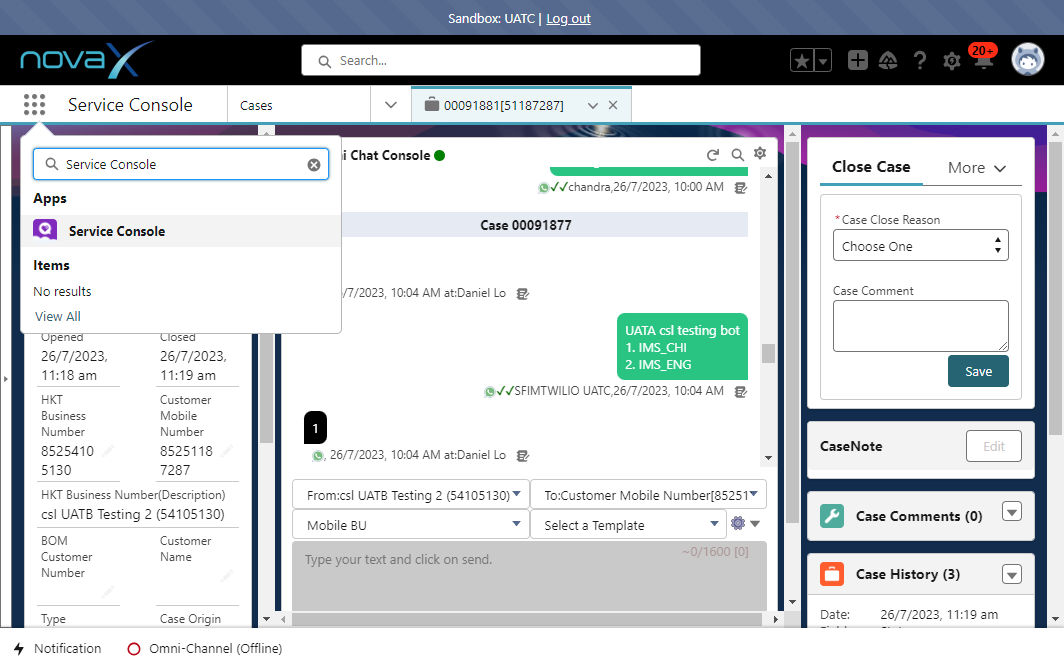 Sandbox: UATC | Log out
novaX
Search...
20+
Service Console
Cases
00091881[51187287]
Service Console
Apps
Service Console
Items
No results
View All
Opened
Closed
26/7/2023,
11:18 am
26/7/2023,
11:19 am
HKT
Business
Number
Customer
Mobile
Number
8525410
5130
8525118
7287
HKT Business Number(Description)
csl UATB Testing 2 (54105130)
BOM
Customer
Number
Customer
Name
Type
Case Origin
i Chat Console
chandra,26/7/2023, 10:00 AM
Case 00091877
/7/2023, 10:04 AM at:Daniel Lo
UATA csl testing bot
1. IMS_CHI
2. IMS_ENG
SFIMTWILIO UATC,26/7/2023, 10:04 AM
1
, 26/7/2023, 10:04 AM at:Daniel Lo
From:csl UATB Testing 2 (54105130)
To:Customer Mobile Number[85251
Mobile BU
Select a Template
~0/1600 [0]
Type your text and click on send.
Close Case
More
*Case Close Reason
Choose One
Case Comment
Save
CaseNote
Edit
Case Comments (0)
Case History (3)
Date:
26/7/2023, 11:19 am
Notification
Omni-Channel (Offline)